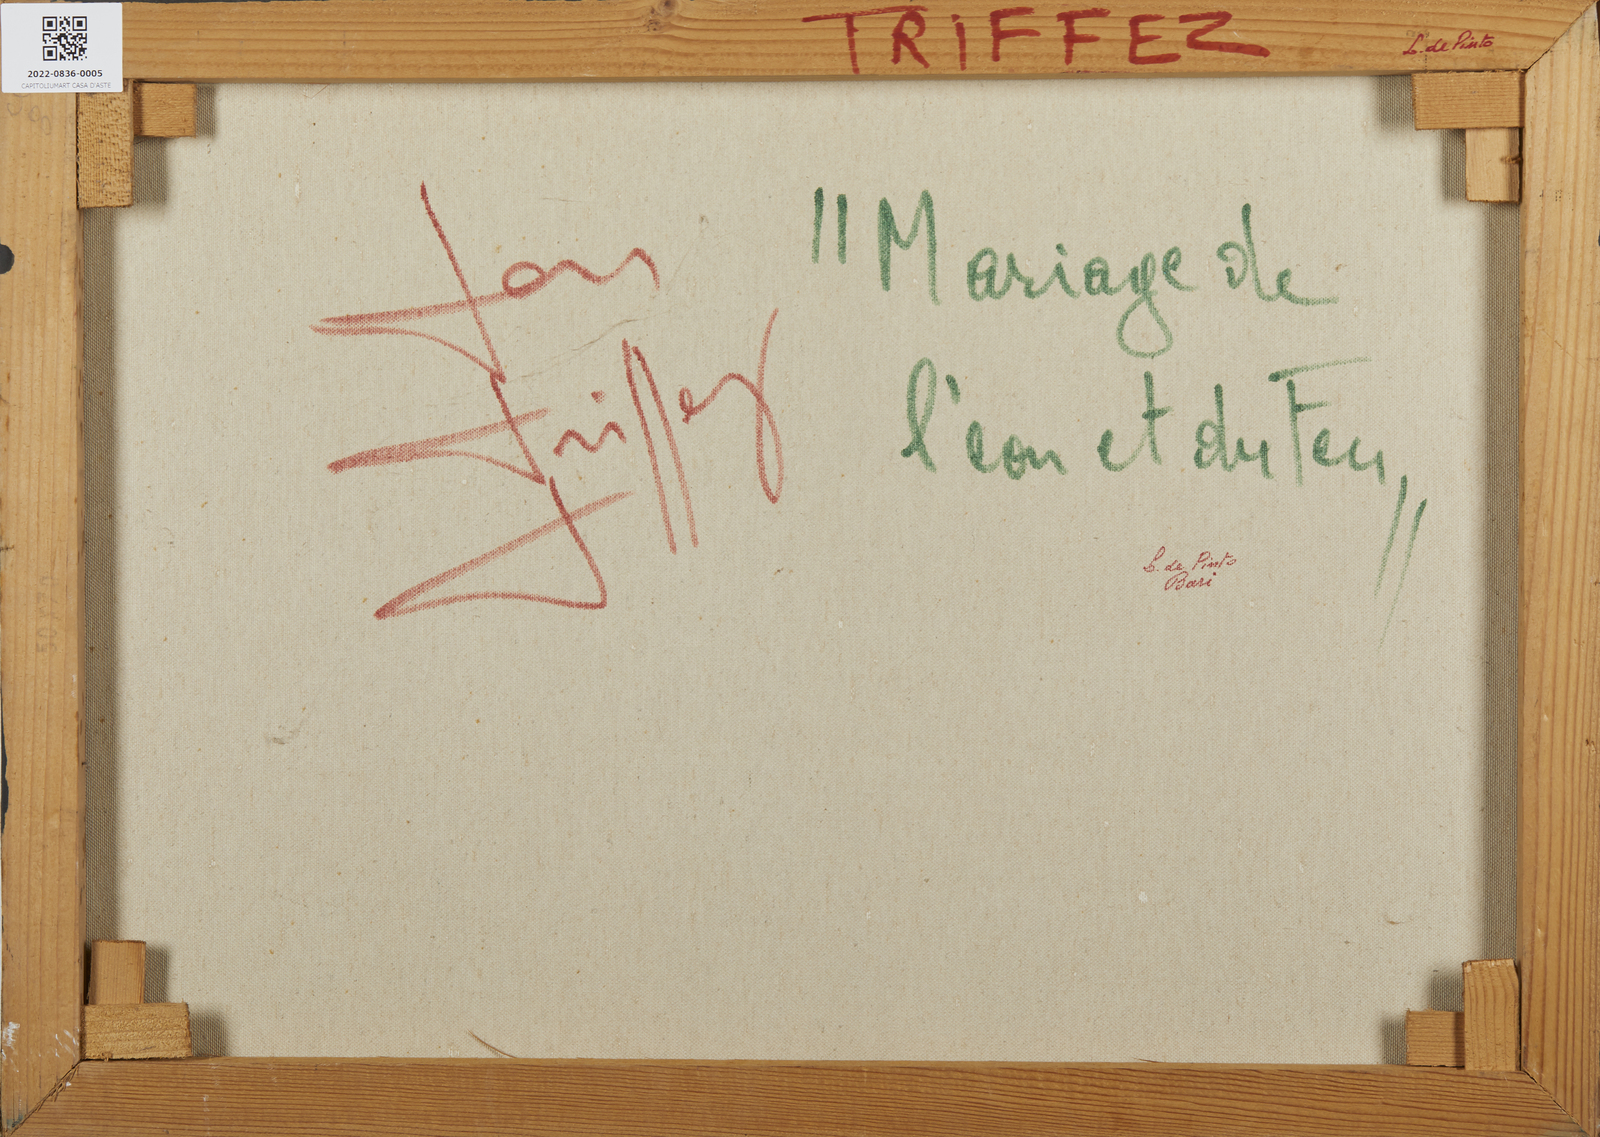 2022-0836-0005
CAPITOLIUMART CASA D'ASTE
TRIFFEZ
L. de Pinto
Triffez
"Mariage de
l'eau et du Feu"
L. de Pinto
Bari